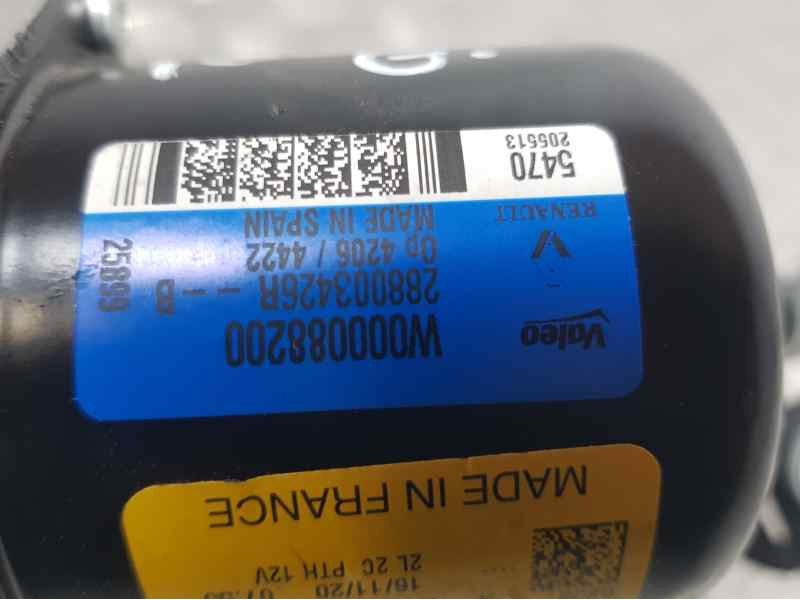 16/11/20
2L 2C PTH 12V
MADE IN FRANCE
Valeo
W000088200
288003426R - - B
Op 4206 / 4422
MADE IN SPAIN
25899
RENAULT
5470
205513